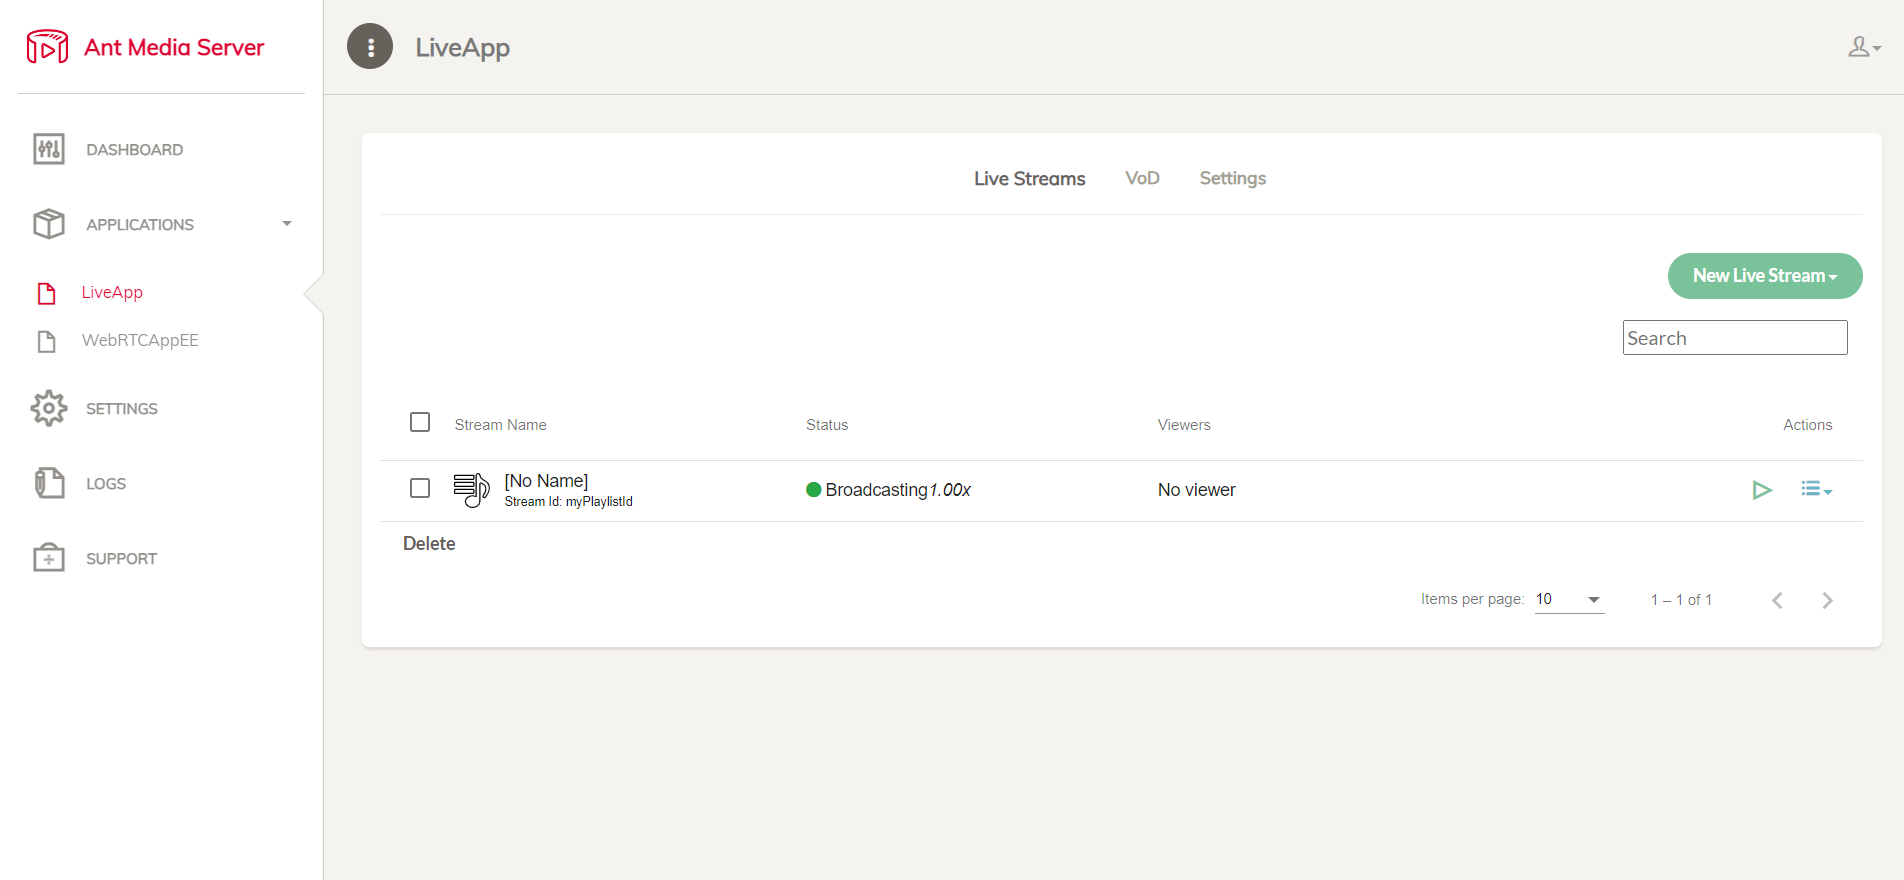 Ant Media Server
LiveApp
DASHBOARD
APPLICATIONS
LiveApp
WebRTCAppEE
SETTINGS
LOGS
SUPPORT
Live Streams VoD Settings
New Live Stream
Search
Stream Name Status Viewers Actions
[No Name]
Stream Id: myPlaylistId
Broadcasting1.00x
No viewer
Delete
Items per page: 10 1 – 1 of 1